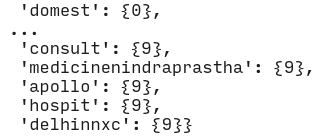 'domest': {0},
...
'consult': {9},
'medicinenindraprastha': {9},
'apollo': {9},
'hospit': {9},
'delhinnxc': {9}}